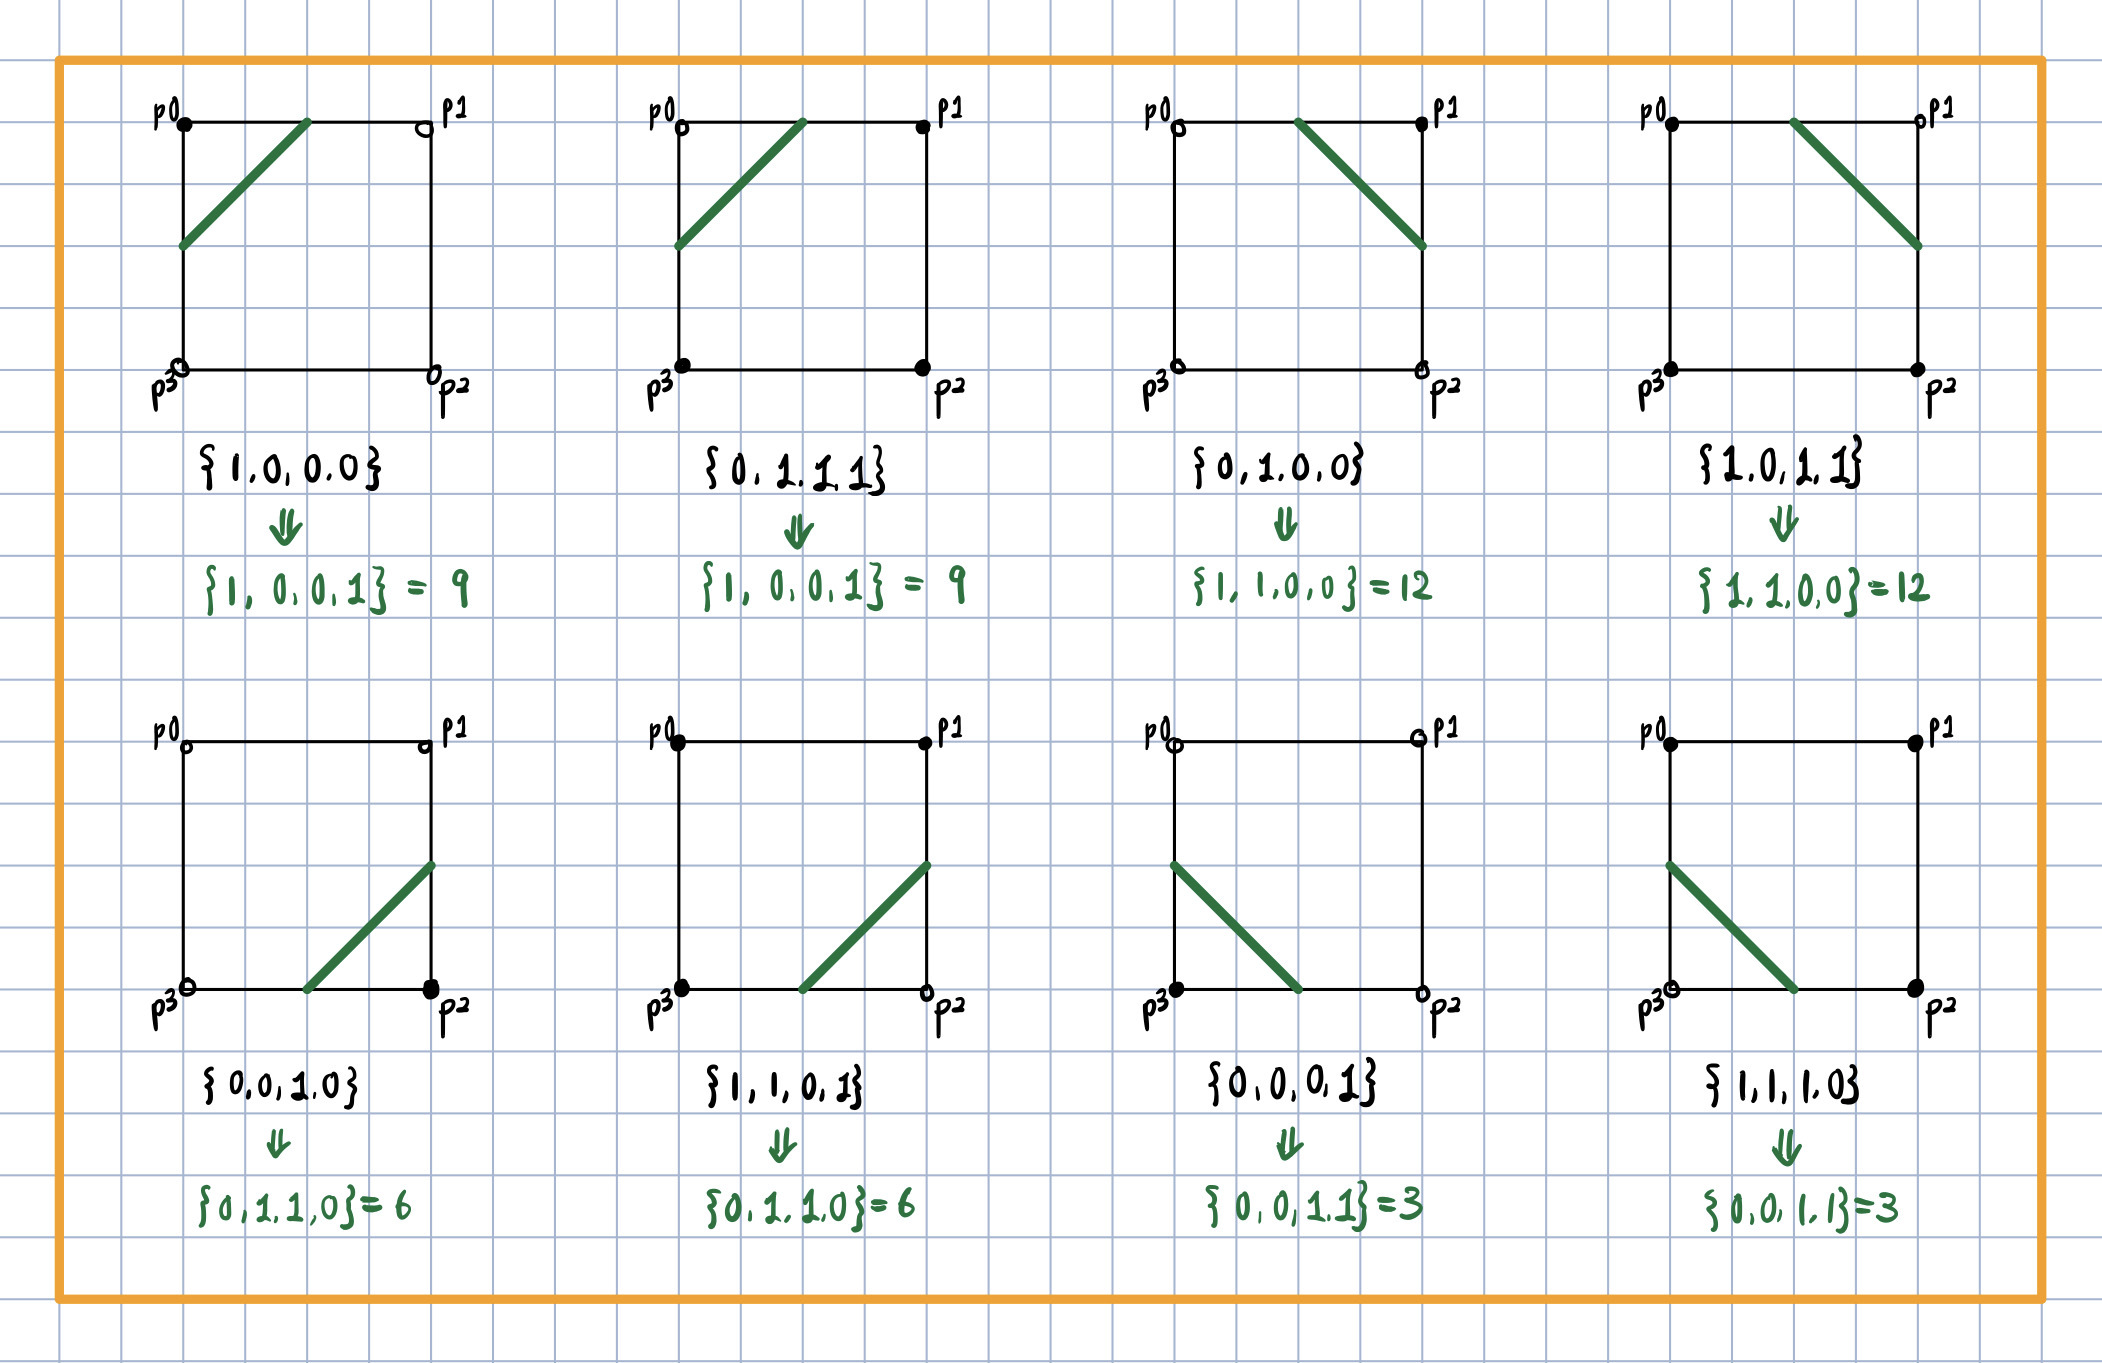 p0 p1 p0 p1 p0 p1 p0 p1
p3 p2 p3 p2 p3 p2 p3 p2
{1.0,0.0} {0,1.1,1} {0,1.0,0} {1.0,1,1}
{1,0,0,1} = 9 {1,0,0,1} = 9 {1,1,0,0} =12 {1,1,0,0}=12
p0 p1 p0 p1 p0 p1 p0 p1
p3 p2 p3 p2 p3 p2 p3 p2
{0,0,1.0} {1,1,0,1} {0,0,0,1} {1,1,1.0}
{0,1,1,0}= 6 {0,1.1.0}= 6 {0,0,1.1}=3 {0,0,1.1}=3